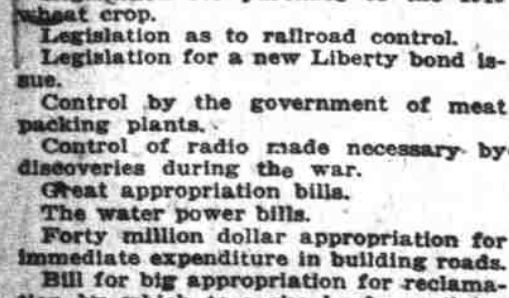 wheat crop.
Legislation as to railroad control.
Legislation for a new Liberty bond is-
sue.
Control by the government of meat
packing plants.
Control of radio made necessary by
discoveries during the war.
Great appropriation bills.
The water power bills.
Forty million dollar appropriation for
immediate expenditure in building roads.
Bill for big appropriation for reclama-